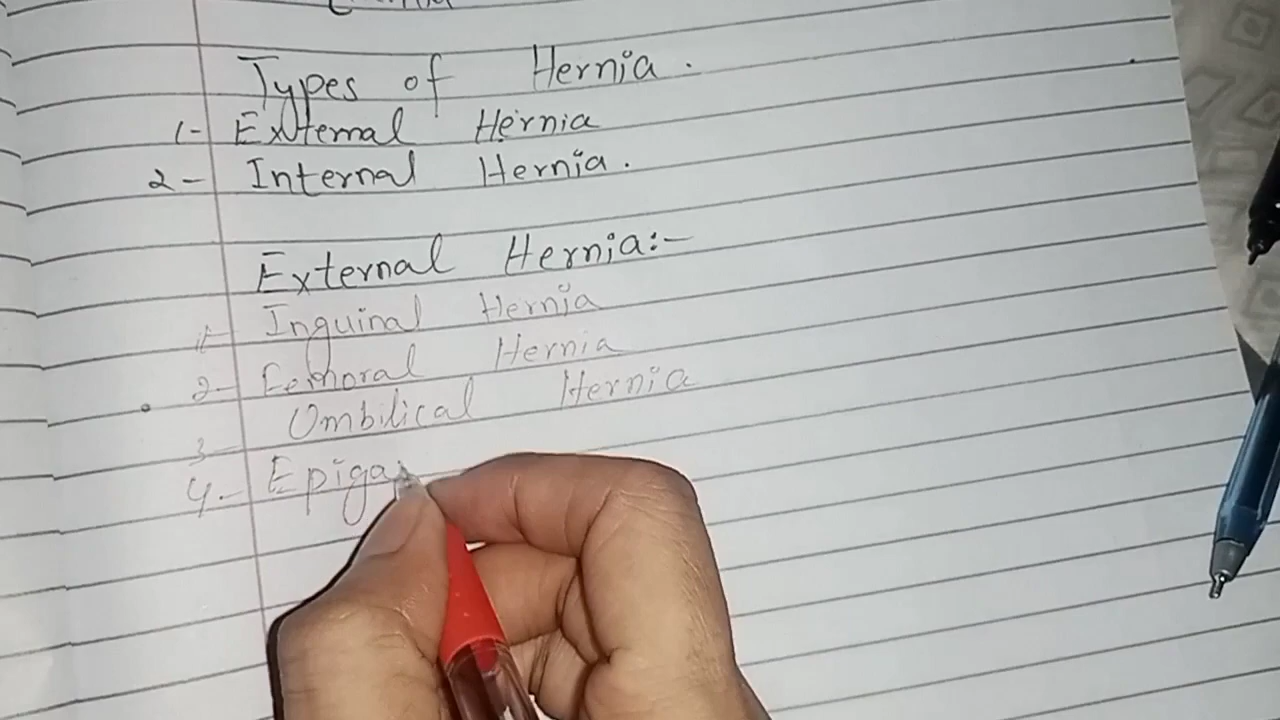 Types of Hernia.
1- External Hernia
2- Internal Hernia.
External Hernia:-
1- Inguinal Hernia
2- Femoral Hernia
3- Ombilical Hernia
4- Epiga